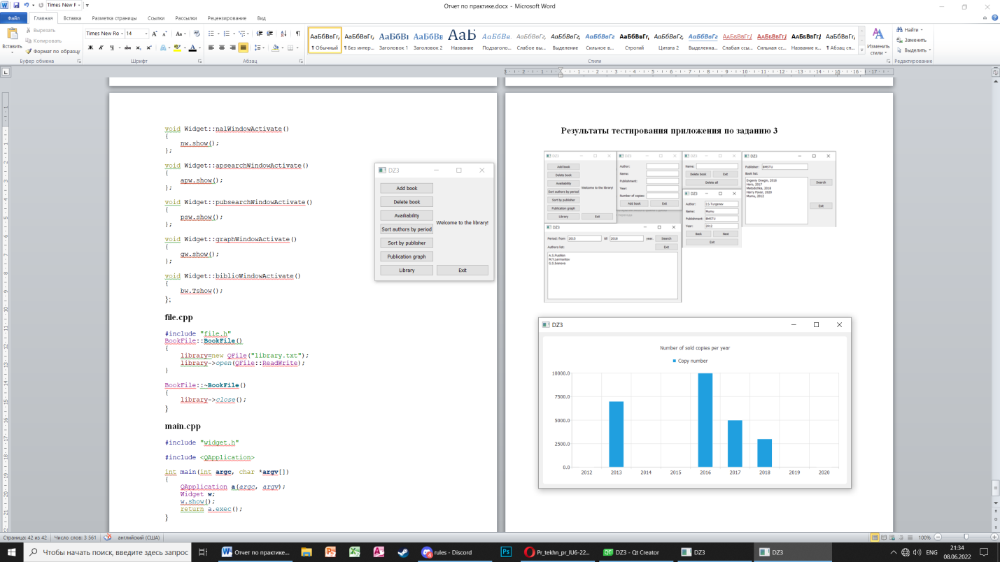 Times New F
Отчет по практике.docx - Microsoft Word
Файл
Главная
Вставка
Разметка страницы
Ссылки
Рассылки
Рецензирование
Вид
Вставить
Вырезать
Копировать
Формат по образцу
Буфер обмена
Times New Ro
14
Ж К Ч abc x₂ x²
Шрифт
Абзац
АаБбВвГг, АаБбВвГг, АаБбВі АаБбВв АаБ АаБбВв. АаБбВвГг, АаБбВвГг, АаБбВвГг, АаБбВвГг, АаБбВвГг, АаБбВвГг, АаБбВвГг, АаБбВвГг, АаБбВвГг, АаБбВвГг,
¶ Обычный
¶ Без интер...
Заголовок 1
Заголовок 2
Название
Подзаголо...
Слабое вы...
Выделение
Сильное в...
Строгий
Цитата 2
Выделенна...
Слабая ссы...
Сильная сс...
Название к...
¶ Абзац сп...
Стили
Изменить стили
Найти
Заменить
Выделить
Редактирование
void Widget::nalWindowActivate()
{
nw.show();
};
void Widget::apsearchWindowActivate()
{
apw.show();
};
void Widget::pubsearchWindowActivate()
{
psw.show();
};
void Widget::graphWindowActivate()
{
gw.show();
};
void Widget::biblioWindowActivate()
{
bw.Tshow();
};
file.cpp
#include "file.h"
BookFile::BookFile()
{
library=new QFile("library.txt");
library->open(QFile::ReadWrite);
}
BookFile::~BookFile()
{
library->close();
}
main.cpp
#include "widget.h"
#include <QApplication>
int main(int argc, char *argv[])
{
QApplication a(argc, argv);
Widget w;
w.show();
return a.exec();
}
DZ3
Add book
Delete book
Availiability
Sort authors by period
Sort by publisher
Publication graph
Library
Welcome to the library!
Exit
Результаты тестирования приложения по заданию 3
DZ3
Add book
Delete book
Availiability
Sort authors by period
Sort by publisher
Publication graph
Library
Welcome to the library!
Exit
DZ3
Author:
Name:
Publishment:
Year:
Number of copies:
Add book
Exit
DZ3
Name:
Delete book
Exit
Delete all
DZ3
Author: I.S.Turgenev
Name: Mumu
Publishment: BMSTU
Year: 2012
Back
Next
Exit
DZ3
Publisher: BMSTU
Book list:
Evgeny Onegin, 2016
Hero, 2017
Metodichka, 2018
Harry Potter, 2020
Mumu, 2012
Search
Exit
DZ3
Period: from 2015 till 2018 year.
Search
Exit
Authors list:
A.S.Pushkin
M.Y.Lermontov
G.S.Ivanova
DZ3
Number of sold copies per year
Copy number
10000.0
7500.0
5000.0
2500.0
0.0
2012 2013 2014 2015 2016 2017 2018 2019 2020
Страница: 42 из 42
Число слов: 3 561
английский (США)
100%
Чтобы начать поиск, введите здесь запрос
Отчет по практике...
rules - Discord
Pr_tekhn_pr_IU6-22...
DZ3 - Qt Creator
DZ3
DZ3
ENG
21:34
08.06.2022